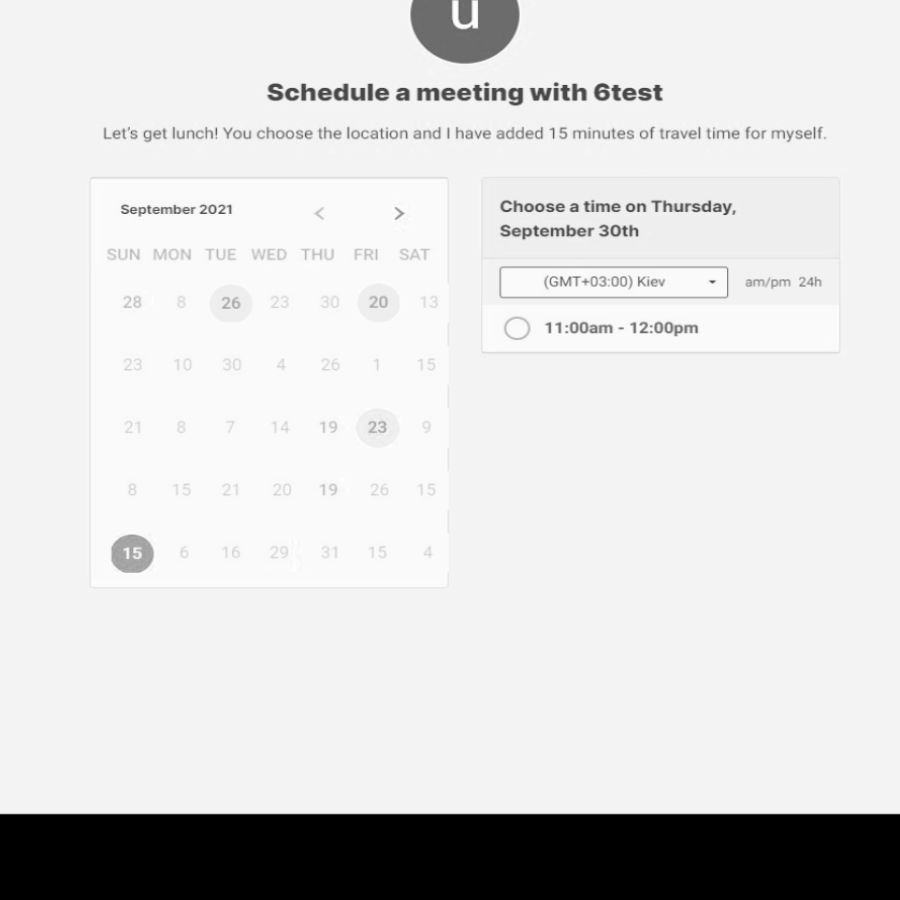 u
Schedule a meeting with 6test
Let's get lunch! You choose the location and I have added 15 minutes of travel time for myself.
September 2021 < >
SUN MON TUE WED THU FRI SAT
28 8 26 23 30 20 13
23 10 30 4 26 1 15
21 8 7 14 19 23 9
8 15 21 20 19 26 15
15 6 16 29 31 15 4
Choose a time on Thursday,
September 30th
(GMT+03:00) Kiev am/pm 24h
11:00am - 12:00pm